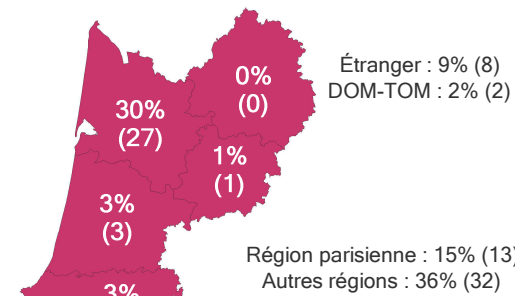 0%
(0)
Étranger : 9% (8)
DOM-TOM : 2% (2)
30%
(27)
1%
(1)
3%
(3)
Région parisienne : 15% (13)
Autres régions : 36% (32)
3%